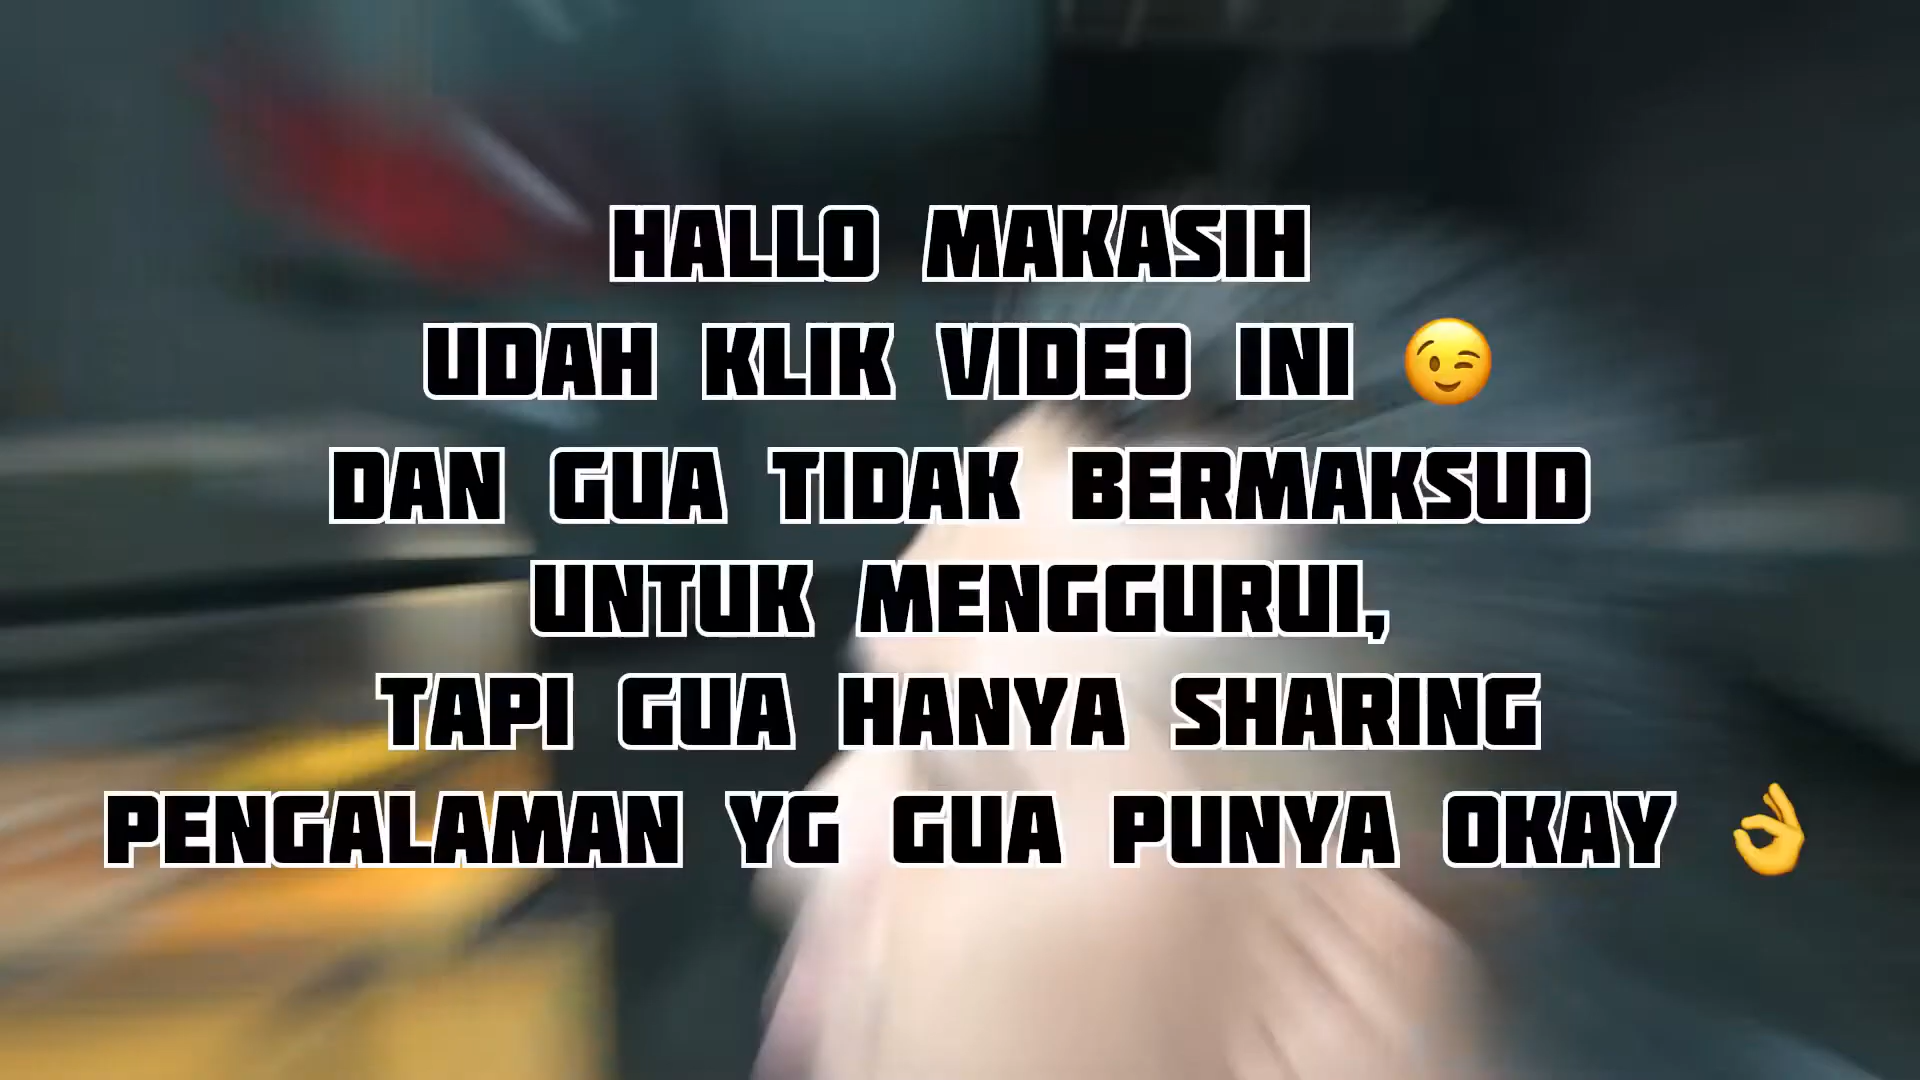 HALLO MAKASIH
UDAH KLIK VIDEO INI 😉
DAN GUA TIDAK BERMAKSUD
UNTUK MENGGURUI,
TAPI GUA HANYA SHARING
PENGALAMAN YG GUA PUNYA OKAY 👌